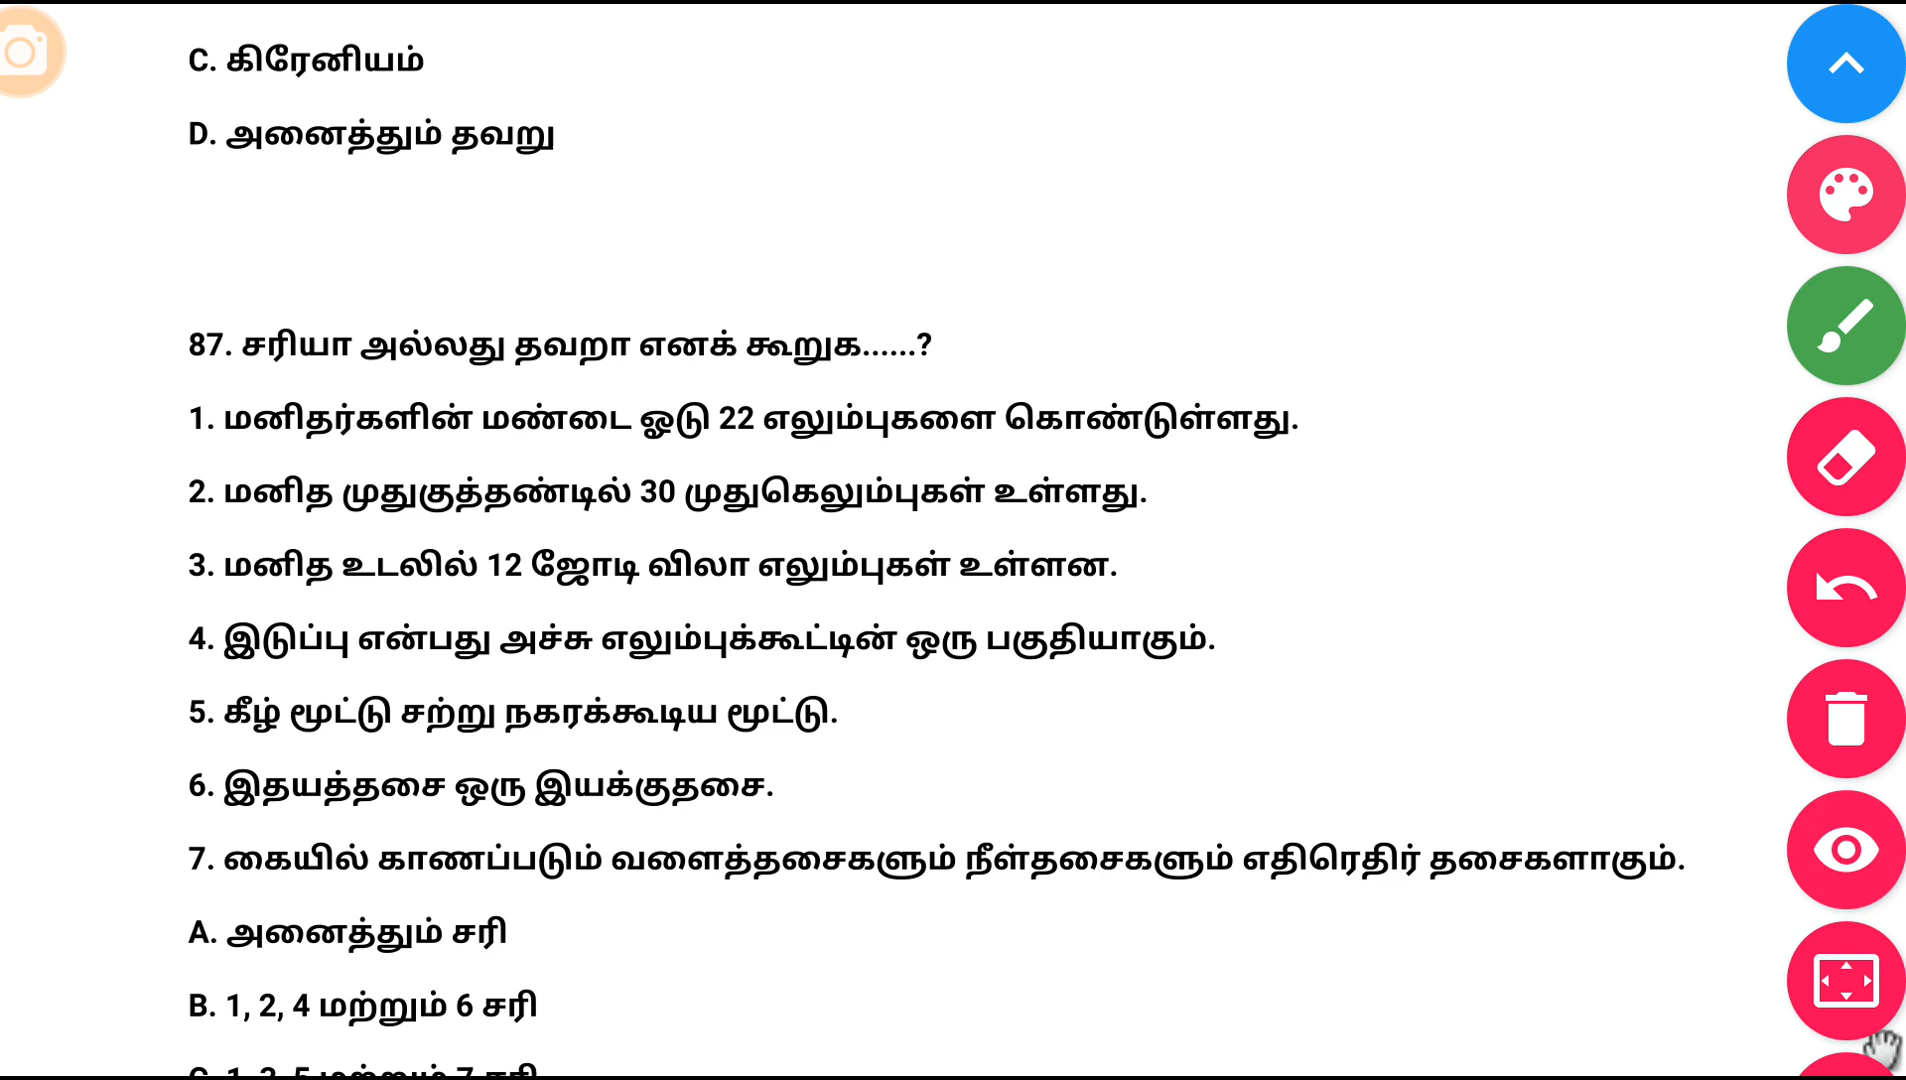 C. கிரேனியம்
D. அனைத்தும் தவறு
87. சரியா அல்லது தவறா எனக் கூறுக......?
1. மனிதர்களின் மண்டை ஓடு 22 எலும்புகளை கொண்டுள்ளது.
2. மனித முதுகுத்தண்டில் 30 முதுகெலும்புகள் உள்ளது.
3. மனித உடலில் 12 ஜோடி விலா எலும்புகள் உள்ளன.
4. இடுப்பு என்பது அச்சு எலும்புக்கூட்டின் ஒரு பகுதியாகும்.
5. கீழ் மூட்டு சற்று நகரக்கூடிய மூட்டு.
6. இதயத்தசை ஒரு இயக்குதசை.
7. கையில் காணப்படும் வளைத்தசைகளும் நீள்தசைகளும் எதிரெதிர் தசைகளாகும்.
A. அனைத்தும் சரி
B. 1, 2, 4 மற்றும் 6 சரி